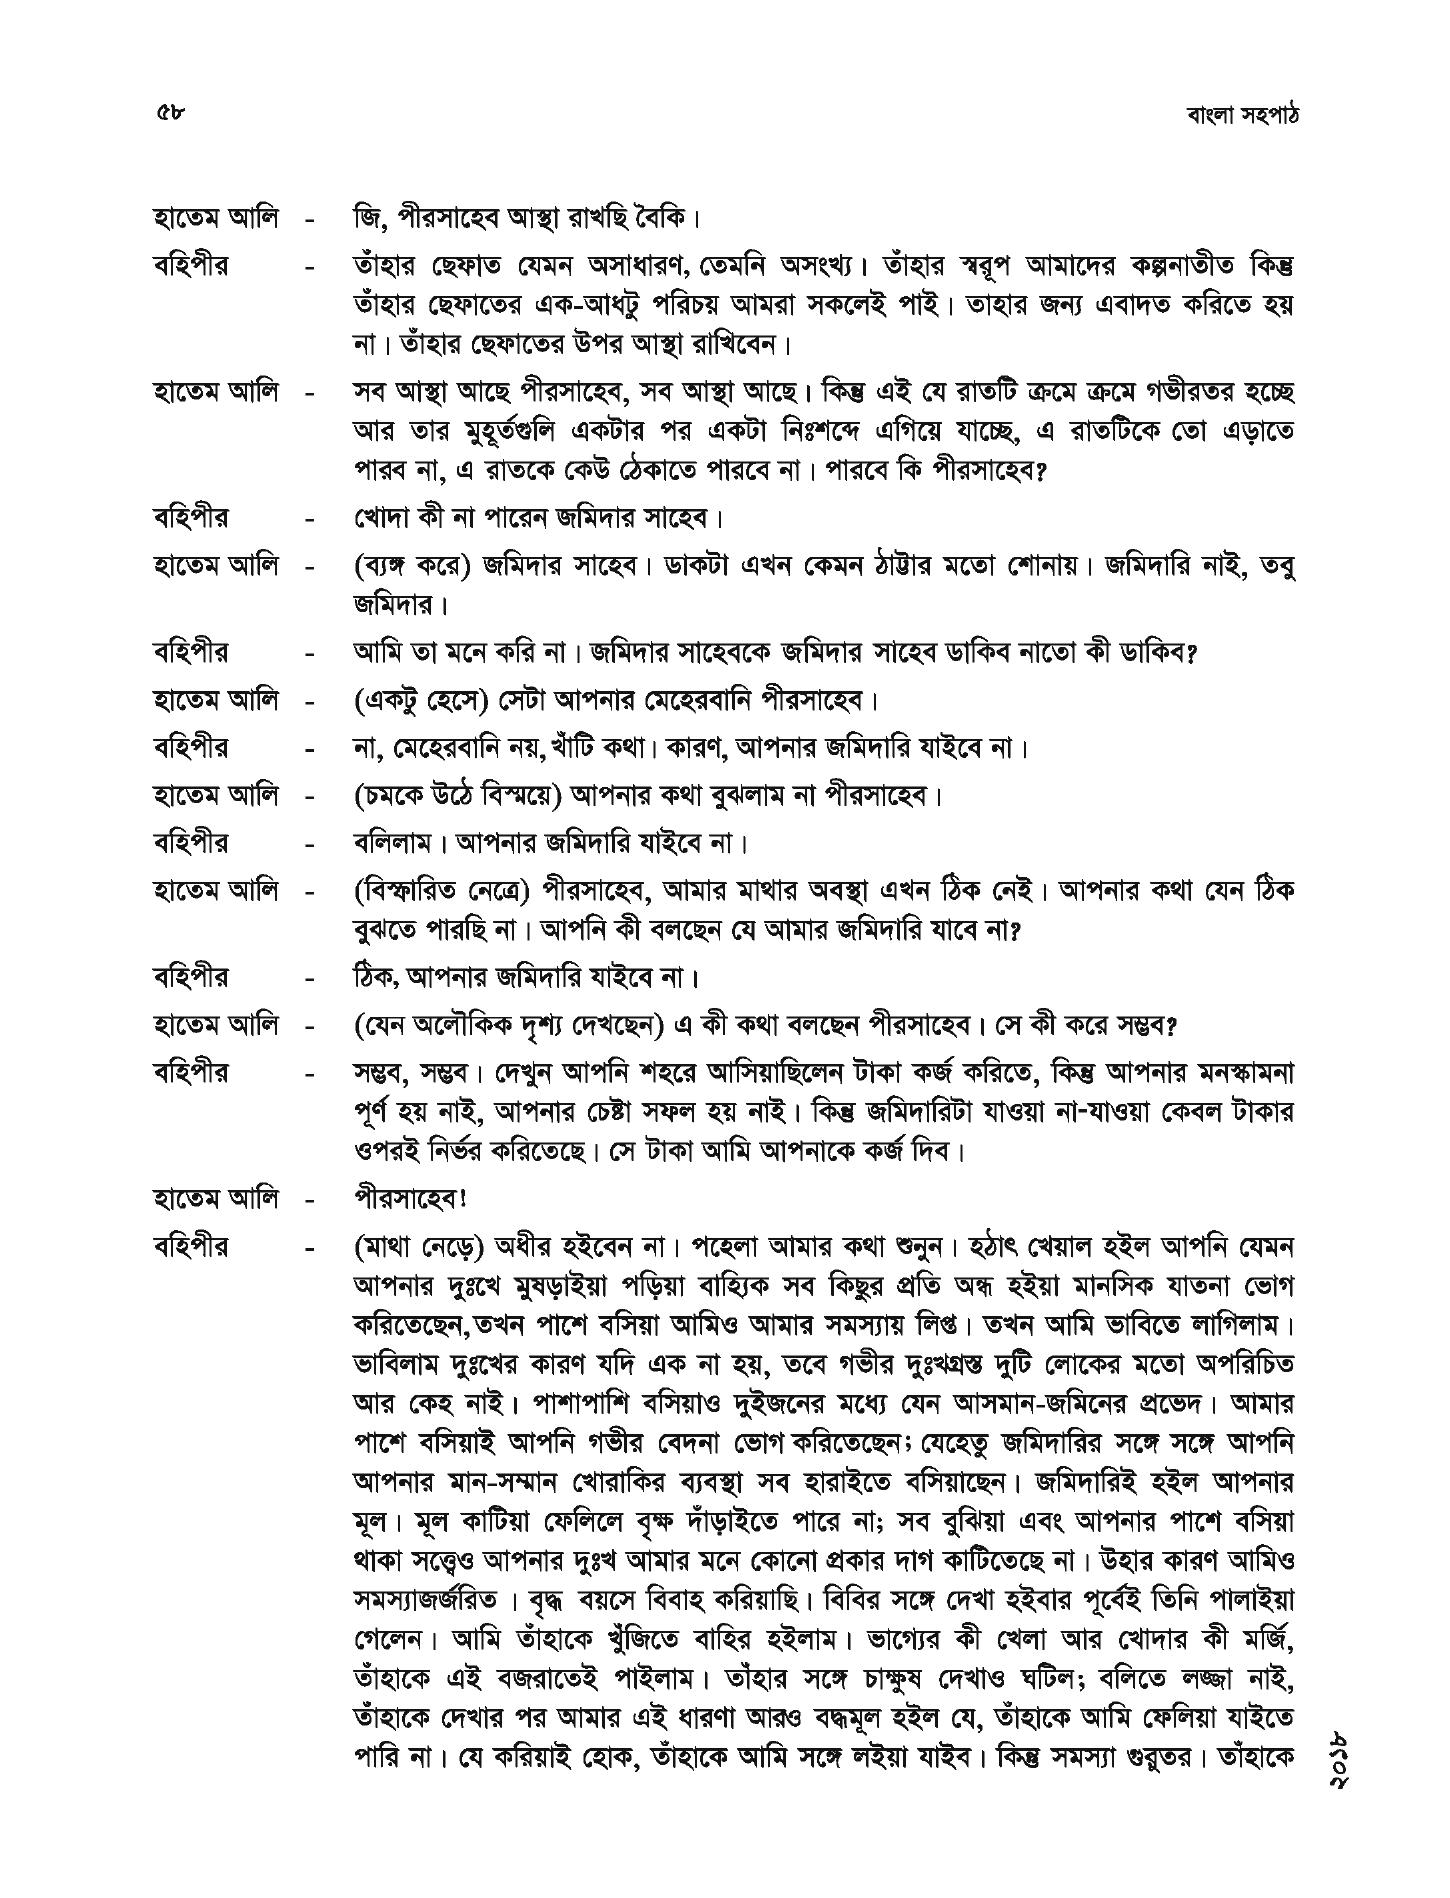 ৫৮ বাংলা সহপাঠ
হাতেম আলি - জি, পীরসাহেব আস্থা রাখছি বৈকি।
বহিপীর - তাঁহার ছেফাত যেমন অসাধারণ, তেমনি অসংখ্য। তাঁহার স্বরূপ আমাদের কল্পনাতীত কিন্তু
তাঁহার ছেফাতের এক-আধটু পরিচয় আমরা সকলেই পাই। তাহার জন্য এবাদত করিতে হয়
না। তাঁহার ছেফাতের উপর আস্থা রাখিবেন।
হাতেম আলি - সব আস্থা আছে পীরসাহেব, সব আস্থা আছে। কিন্তু এই যে রাতটি ক্রমে ক্রমে গভীরতর হচ্ছে
আর তার মুহূর্তগুলি একটার পর একটা নিঃশব্দে এগিয়ে যাচ্ছে, এ রাতটিকে তো এড়াতে
পারব না, এ রাতকে কেউ ঠেকাতে পারবে না। পারবে কি পীরসাহেব?
বহিপীর - খোদা কী না পারেন জমিদার সাহেব।
হাতেম আলি - (ব্যঙ্গ করে) জমিদার সাহেব। ডাকটা এখন কেমন ঠাট্টার মতো শোনায়। জমিদারি নাই, তবু
জমিদার।
বহিপীর - আমি তা মনে করি না। জমিদার সাহেবকে জমিদার সাহেব ডাকিব নাতো কী ডাকিব?
হাতেম আলি - (একটু হেসে) সেটা আপনার মেহেরবানি পীরসাহেব।
বহিপীর - না, মেহেরবানি নয়, খাঁটি কথা। কারণ, আপনার জমিদারি যাইবে না।
হাতেম আলি - (চমকে উঠে বিস্ময়ে) আপনার কথা বুঝলাম না পীরসাহেব।
বহিপীর - বলিলাম। আপনার জমিদারি যাইবে না।
হাতেম আলি - (বিস্ফারিত নেত্রে) পীরসাহেব, আমার মাথার অবস্থা এখন ঠিক নেই। আপনার কথা যেন ঠিক
বুঝতে পারছি না। আপনি কী বলছেন যে আমার জমিদারি যাবে না?
বহিপীর - ঠিক, আপনার জমিদারি যাইবে না।
হাতেম আলি - (যেন অলৌকিক দৃশ্য দেখছেন) এ কী কথা বলছেন পীরসাহেব। সে কী করে সম্ভব?
বহিপীর - সম্ভব, সম্ভব। দেখুন আপনি শহরে আসিয়াছিলেন টাকা কর্জ করিতে, কিন্তু আপনার মনস্কামনা
পূর্ণ হয় নাই, আপনার চেষ্টা সফল হয় নাই। কিন্তু জমিদারিটা যাওয়া না-যাওয়া কেবল টাকার
ওপরই নির্ভর করিতেছে। সে টাকা আমি আপনাকে কর্জ দিব।
হাতেম আলি - পীরসাহেব!
বহিপীর - (মাথা নেড়ে) অধীর হইবেন না। পহেলা আমার কথা শুনুন। হঠাৎ খেয়াল হইল আপনি যেমন
আপনার দুঃখে মুষড়াইয়া পড়িয়া বাহ্যিক সব কিছুর প্রতি অন্ধ হইয়া মানসিক যাতনা ভোগ
করিতেছেন, তখন পাশে বসিয়া আমিও আমার সমস্যায় লিপ্ত। তখন আমি ভাবিতে লাগিলাম।
ভাবিলাম দুঃখের কারণ যদি এক না হয়, তবে গভীর দুঃখগ্রস্ত দুটি লোকের মতো অপরিচিত
আর কেহ নাই। পাশাপাশি বসিয়াও দুইজনের মধ্যে যেন আসমান-জমিনের প্রভেদ। আমার
পাশে বসিয়াই আপনি গভীর বেদনা ভোগ করিতেছেন; যেহেতু জমিদারির সঙ্গে সঙ্গে আপনি
আপনার মান-সম্মান খোরাকির ব্যবস্থা সব হারাইতে বসিয়াছেন। জমিদারিই হইল আপনার
মূল। মূল কাটিয়া ফেলিলে বৃক্ষ দাঁড়াইতে পারে না; সব বুঝিয়া এবং আপনার পাশে বসিয়া
থাকা সত্ত্বেও আপনার দুঃখ আমার মনে কোনো প্রকার দাগ কাটিতেছে না। উহার কারণ আমিও
সমস্যাজর্জরিত । বৃদ্ধ বয়সে বিবাহ করিয়াছি। বিবির সঙ্গে দেখা হইবার পূর্বেই তিনি পালাইয়া
গেলেন। আমি তাঁহাকে খুঁজিতে বাহির হইলাম। ভাগ্যের কী খেলা আর খোদার কী মর্জি,
তাঁহাকে এই বজরাতেই পাইলাম। তাঁহার সঙ্গে চাক্ষুষ দেখাও ঘটিল; বলিতে লজ্জা নাই,
তাঁহাকে দেখার পর আমার এই ধারণা আরও বদ্ধমূল হইল যে, তাঁহাকে আমি ফেলিয়া যাইতে
পারি না। যে করিয়াই হোক, তাঁহাকে আমি সঙ্গে লইয়া যাইব। কিন্তু সমস্যা গুরুতর। তাঁহাকে
২০১৮